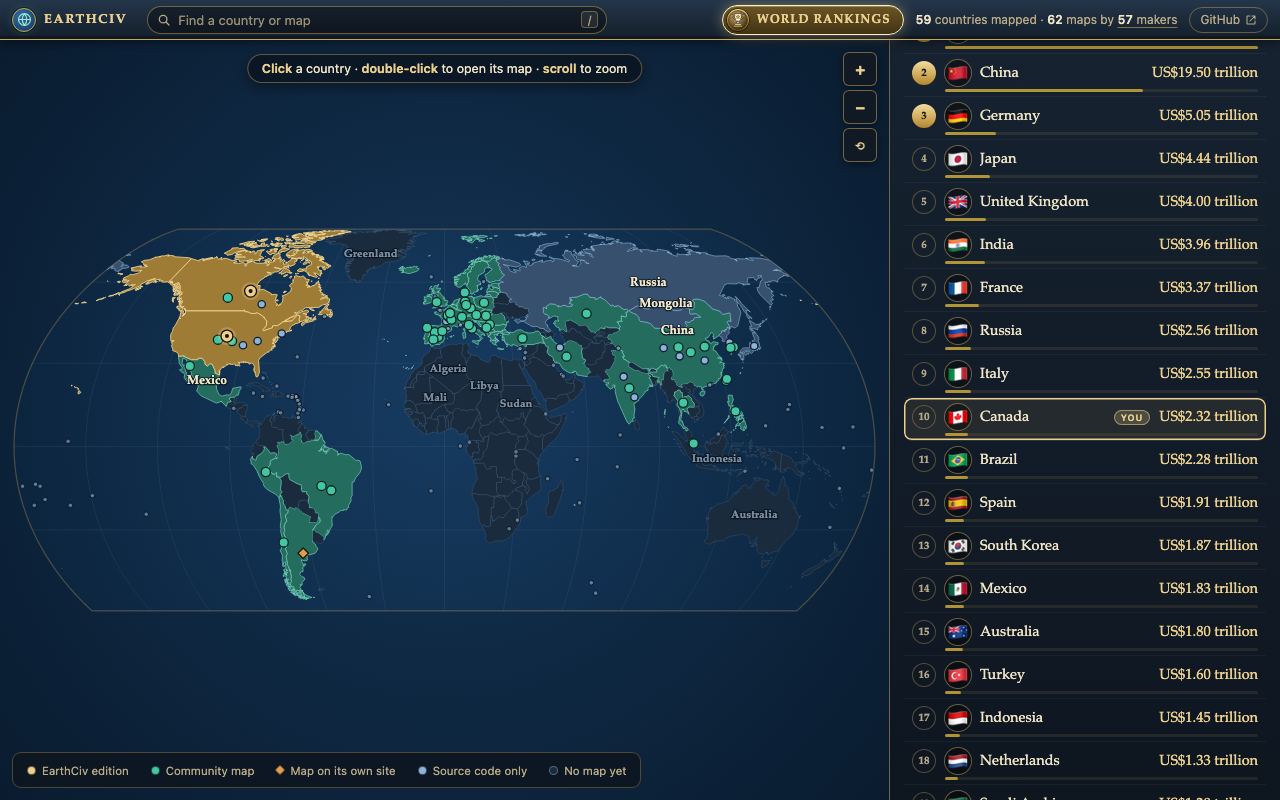 EARTHCIV
Find a country or map
/
WORLD RANKINGS
59 countries mapped · 62 maps by 57 makers
GitHub
Click a country · double-click to open its map · scroll to zoom
+
−
⟲
Greenland
Russia
Mongolia
China
Mexico
Algeria
Libya
Mali
Sudan
Indonesia
Australia
EarthCiv edition
Community map
Map on its own site
Source code only
No map yet
2 China US$19.50 trillion
3 Germany US$5.05 trillion
4 Japan US$4.44 trillion
5 United Kingdom US$4.00 trillion
6 India US$3.96 trillion
7 France US$3.37 trillion
8 Russia US$2.56 trillion
9 Italy US$2.55 trillion
10 Canada YOU US$2.32 trillion
11 Brazil US$2.28 trillion
12 Spain US$1.91 trillion
13 South Korea US$1.87 trillion
14 Mexico US$1.83 trillion
15 Australia US$1.80 trillion
16 Turkey US$1.60 trillion
17 Indonesia US$1.45 trillion
18 Netherlands US$1.33 trillion